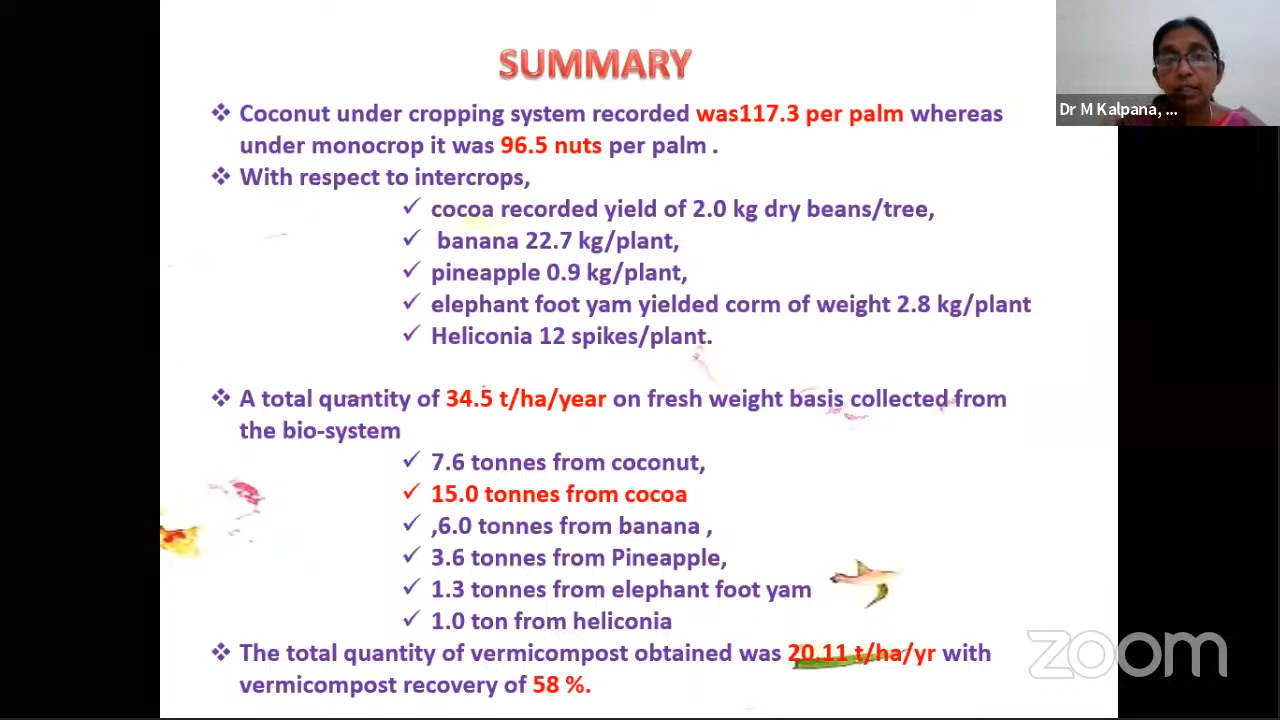 SUMMARY
Dr M Kalpana, ...
❖ Coconut under cropping system recorded was117.3 per palm whereas
under monocrop it was 96.5 nuts per palm .
❖ With respect to intercrops,
✓ cocoa recorded yield of 2.0 kg dry beans/tree,
✓ banana 22.7 kg/plant,
✓ pineapple 0.9 kg/plant,
✓ elephant foot yam yielded corm of weight 2.8 kg/plant
✓ Heliconia 12 spikes/plant.
❖ A total quantity of 34.5 t/ha/year on fresh weight basis collected from
the bio-system
✓ 7.6 tonnes from coconut,
✓ 15.0 tonnes from cocoa
✓ ,6.0 tonnes from banana ,
✓ 3.6 tonnes from Pineapple,
✓ 1.3 tonnes from elephant foot yam
✓ 1.0 ton from heliconia
❖ The total quantity of vermicompost obtained was 20.11 t/ha/yr with
vermicompost recovery of 58 %.
zoom